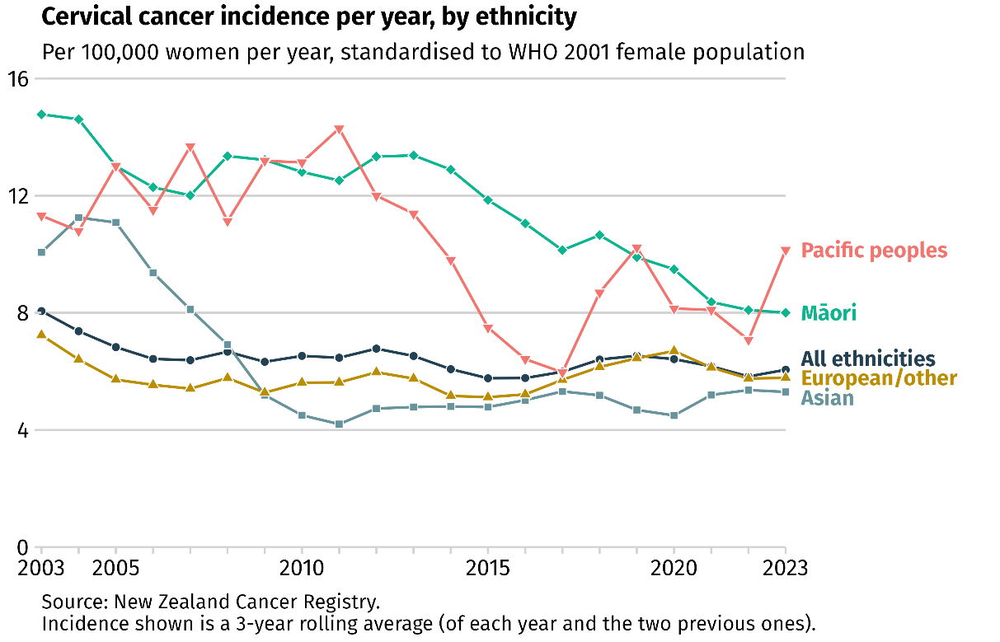 Cervical cancer incidence per year, by ethnicity
Per 100,000 women per year, standardised to WHO 2001 female population
16
12
8
4
0
Pacific peoples
Māori
All ethnicities
European/other
Asian
2003 2005 2010 2015 2020 2023
Source: New Zealand Cancer Registry.
Incidence shown is a 3-year rolling average (of each year and the two previous ones).